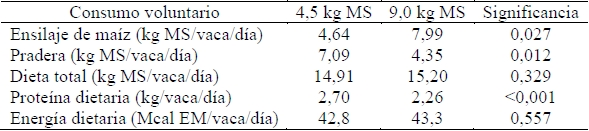 Consumo voluntario 4,5 kg MS 9,0 kg MS Significancia
Ensilaje de maíz (kg MS/vaca/día) 4,64 7,99 0,027
Pradera (kg MS/vaca/día) 7,09 4,35 0,012
Dieta total (kg MS/vaca/día) 14,91 15,20 0,329
Proteína dietaria (kg/vaca/día) 2,70 2,26 <0,001
Energía dietaria (Mcal EM/vaca/día) 42,8 43,3 0,557